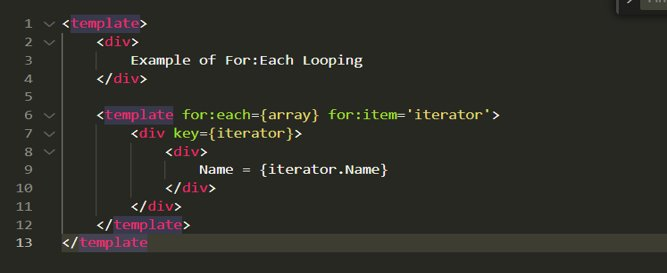 1 <template>
2 <div>
3 Example of For:Each Looping
4 </div>
5
6 <template for:each={array} for:item='iterator'>
7 <div key={iterator}>
8 <div>
9 Name = {iterator.Name}
10 </div>
11 </div>
12 </template>
13 </template